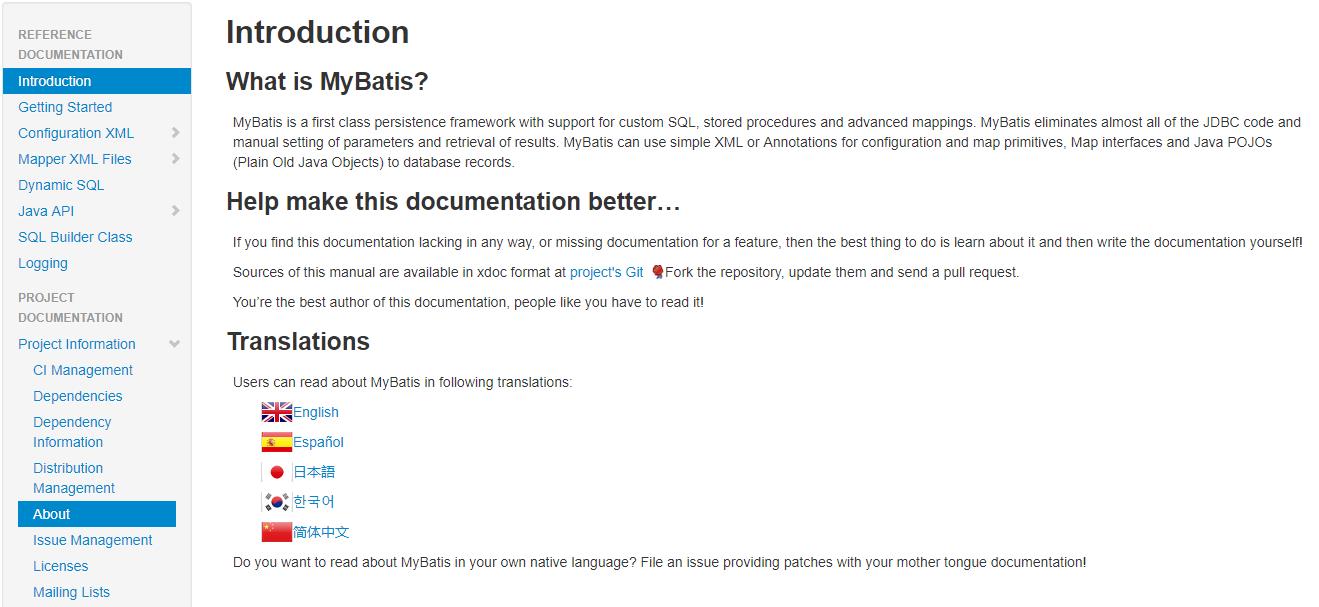 REFERENCE
DOCUMENTATION
Introduction
Getting Started
Configuration XML
Mapper XML Files
Dynamic SQL
Java API
SQL Builder Class
Logging
PROJECT
DOCUMENTATION
Project Information
CI Management
Dependencies
Dependency
Information
Distribution
Management
About
Issue Management
Licenses
Mailing Lists
Introduction
What is MyBatis?
MyBatis is a first class persistence framework with support for custom SQL, stored procedures and advanced mappings. MyBatis eliminates almost all of the JDBC code and
manual setting of parameters and retrieval of results. MyBatis can use simple XML or Annotations for configuration and map primitives, Map interfaces and Java POJOs
(Plain Old Java Objects) to database records.
Help make this documentation better…
If you find this documentation lacking in any way, or missing documentation for a feature, then the best thing to do is learn about it and then write the documentation yourself!
Sources of this manual are available in xdoc format at project's Git Fork the repository, update them and send a pull request.
You’re the best author of this documentation, people like you have to read it!
Translations
Users can read about MyBatis in following translations:
English
Español
日本語
한국어
简体中文
Do you want to read about MyBatis in your own native language? File an issue providing patches with your mother tongue documentation!